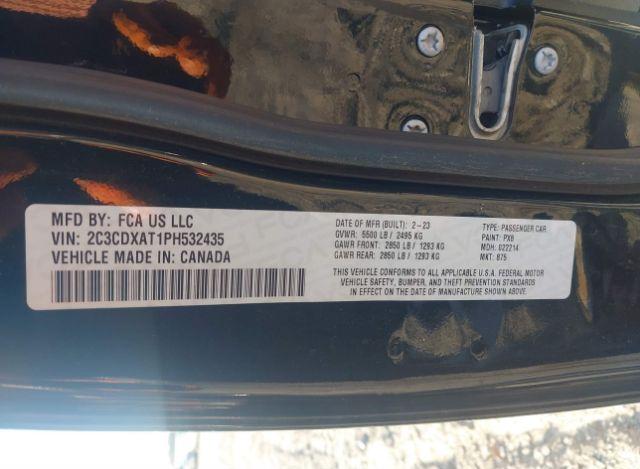 MFD BY: FCA US LLC
VIN: 2C3CDXAT1PH532435
VEHICLE MADE IN: CANADA
DATE OF MFR (BUILT): 2-23
GVWR: 5500 LB / 2495 KG
GAWR FRONT: 2850 LB / 1293 KG
GAWR REAR: 2850 LB / 1293 KG
TYPE: PASSENGER CAR
PAINT: PX8
MDH: 022214
MKT: 875
THIS VEHICLE CONFORMS TO ALL APPLICABLE U.S.A. FEDERAL MOTOR
VEHICLE SAFETY, BUMPER, AND THEFT PREVENTION STANDARDS
IN EFFECT ON THE DATE OF MANUFACTURE SHOWN ABOVE.